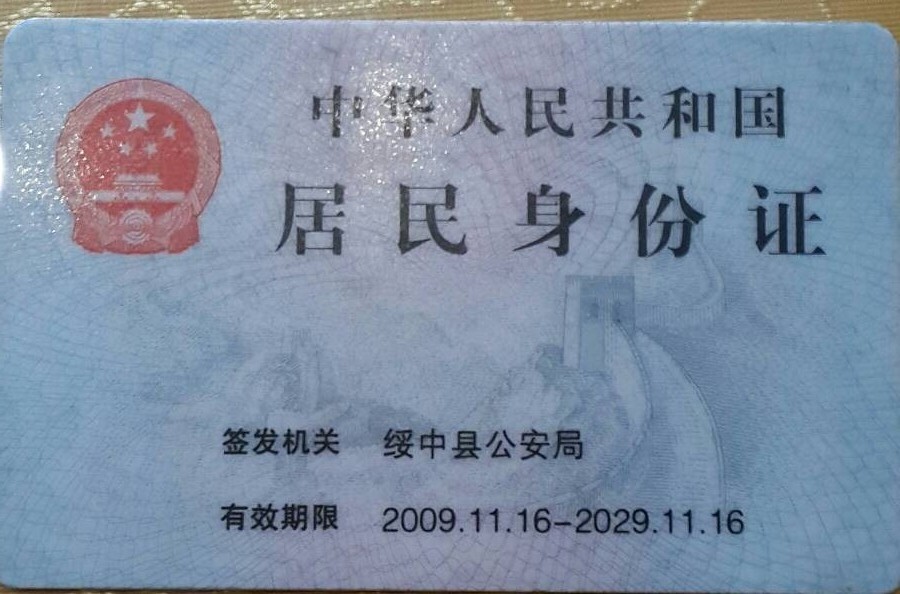 中华人民共和国
居民身份证
签发机关 绥中县公安局
有效期限 2009.11.16-2029.11.16